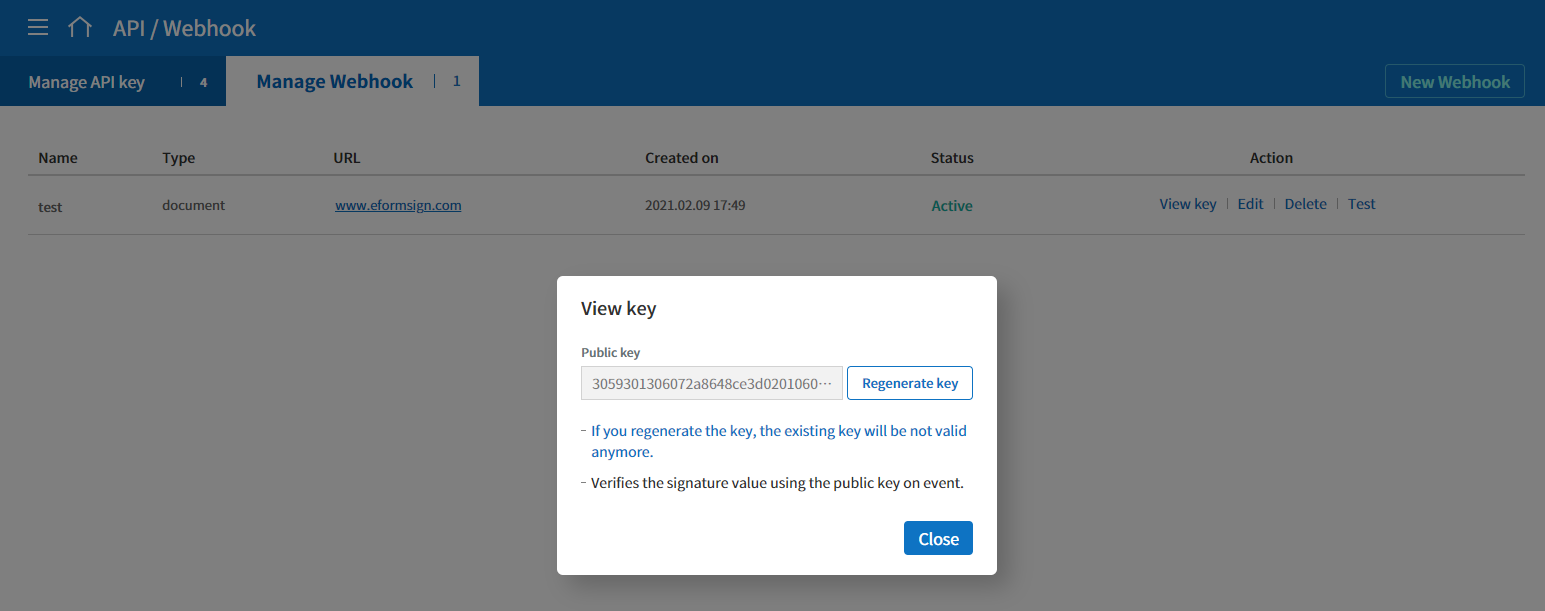 API / Webhook
Manage API key | 4
Manage Webhook | 1
New Webhook
Name Type URL Created on Status Action
test document www.eformsign.com 2021.02.09 17:49 Active View key | Edit | Delete | Test
View key
Public key
3059301306072a8648ce3d0201060··· Regenerate key
- If you regenerate the key, the existing key will be not valid
anymore.
- Verifies the signature value using the public key on event.
Close